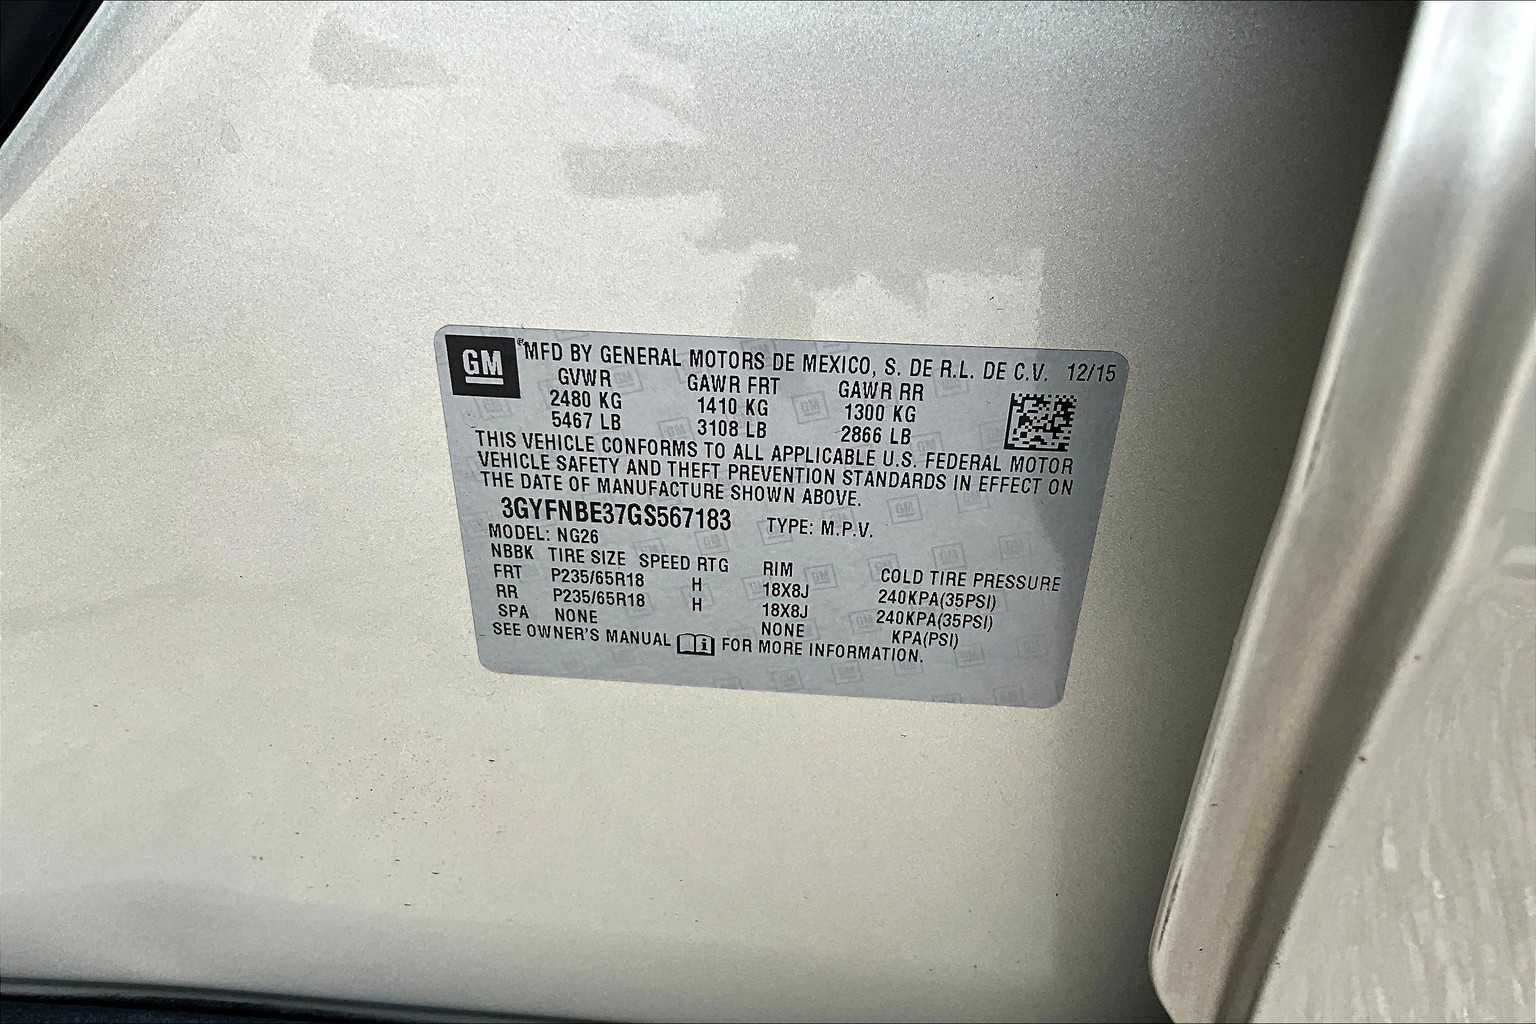 GM ® MFD BY GENERAL MOTORS DE MEXICO, S. DE R.L. DE C.V. 12/15
GVWR GAWR FRT GAWR RR
2480 KG 1410 KG 1300 KG
5467 LB 3108 LB 2866 LB
THIS VEHICLE CONFORMS TO ALL APPLICABLE U.S. FEDERAL MOTOR
VEHICLE SAFETY AND THEFT PREVENTION STANDARDS IN EFFECT ON
THE DATE OF MANUFACTURE SHOWN ABOVE.
3GYFNBE37GS567183 TYPE: M.P.V.
MODEL: NG26
NBBK TIRE SIZE SPEED RTG RIM COLD TIRE PRESSURE
FRT P235/65R18 H 18X8J 240KPA(35PSI)
RR P235/65R18 H 18X8J 240KPA(35PSI)
SPA NONE NONE KPA(PSI)
SEE OWNER'S MANUAL i FOR MORE INFORMATION.